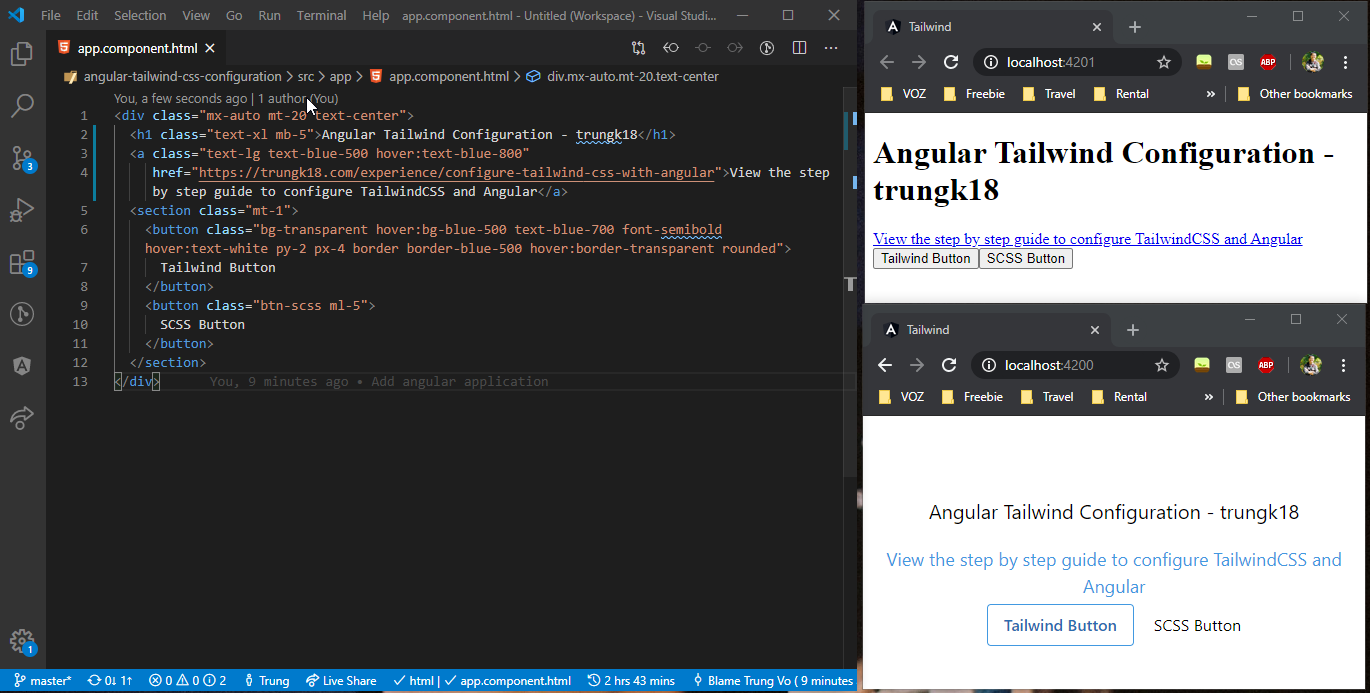 File Edit Selection View Go Run Terminal Help app.component.html - Untitled (Workspace) - Visual Studi...
app.component.html
angular-tailwind-css-configuration > src > app > app.component.html > div.mx-auto.mt-20.text-center
You, a few seconds ago | 1 author (You)
1 <div class="mx-auto mt-20 text-center">
2 <h1 class="text-xl mb-5">Angular Tailwind Configuration - trungk18</h1>
3 <a class="text-lg text-blue-500 hover:text-blue-800"
4 href="https://trungk18.com/experience/configure-tailwind-css-with-angular">View the step
by step guide to configure TailwindCSS and Angular</a>
5 <section class="mt-1">
6 <button class="bg-transparent hover:bg-blue-500 text-blue-700 font-semibold
hover:text-white py-2 px-4 border border-blue-500 hover:border-transparent rounded">
7 Tailwind Button
8 </button>
9 <button class="btn-scss ml-5">
10 SCSS Button
11 </button>
12 </section>
13 </div> You, 9 minutes ago • Add angular application
3
9
1
master* 0↓ 1↑ 0 0 2 Trung Live Share html | app.component.html 2 hrs 43 mins Blame Trung Vo ( 9 minutes
Tailwind
localhost:4201
ABP
VOZ Freebie Travel Rental » Other bookmarks
Angular Tailwind Configuration -
trungk18
View the step by step guide to configure TailwindCSS and Angular
Tailwind Button SCSS Button
Tailwind
localhost:4200
ABP
VOZ Freebie Travel Rental » Other bookmarks
Angular Tailwind Configuration - trungk18
View the step by step guide to configure TailwindCSS and
Angular
Tailwind Button SCSS Button